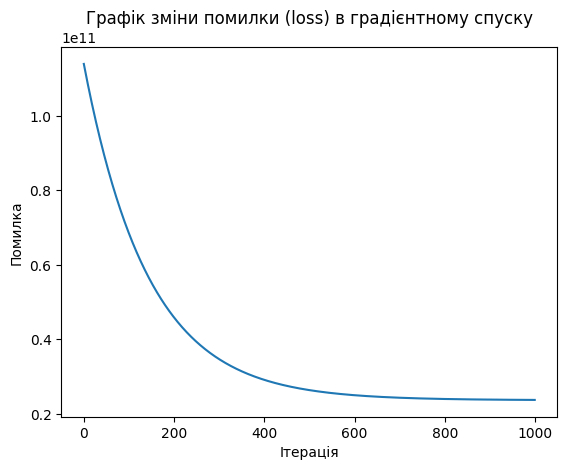 Графік зміни помилки (loss) в градієнтному спуску
1e11
1.0
0.8
0.6
0.4
0.2
Помилка
0 200 400 600 800 1000
Ітерація